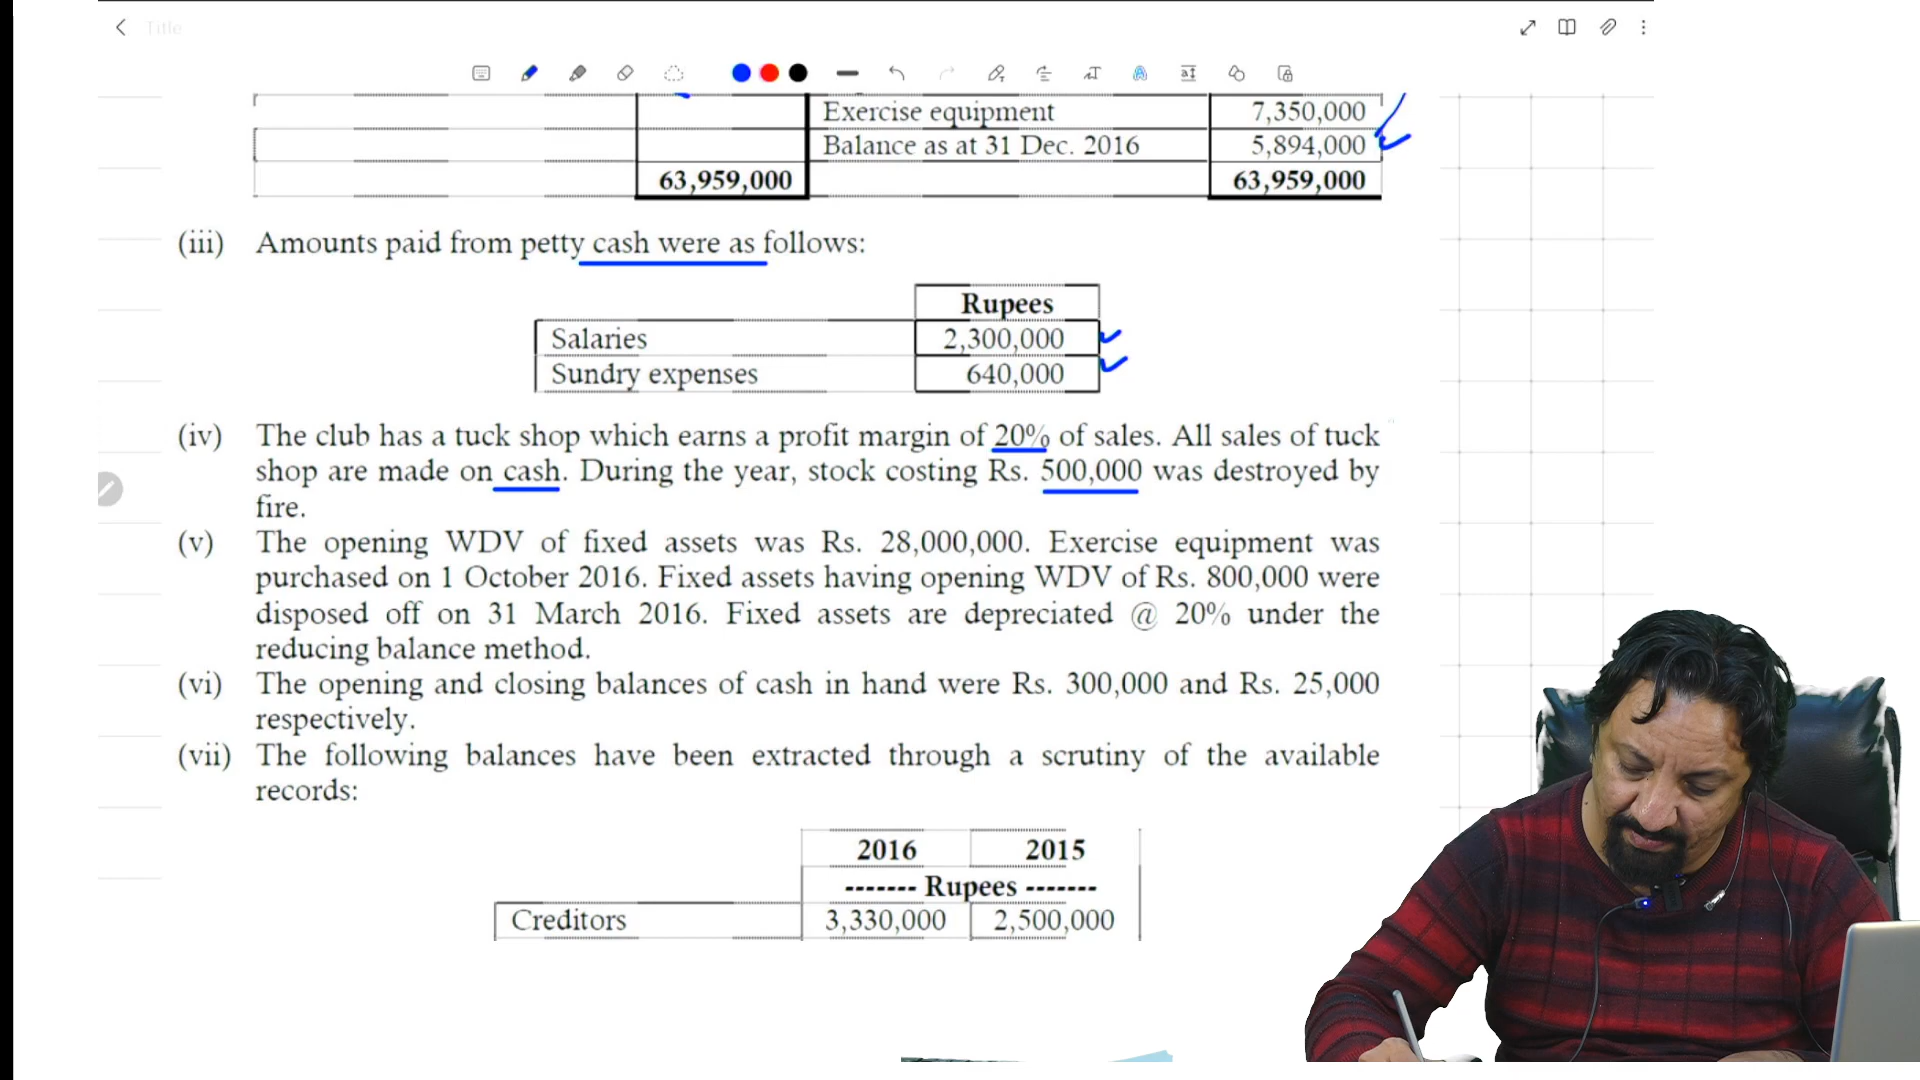 Title
Exercise equipment 7,350,000
Balance as at 31 Dec. 2016 5,894,000
63,959,000 63,959,000
(iii) Amounts paid from petty cash were as follows:
Rupees
Salaries 2,300,000
Sundry expenses 640,000
(iv) The club has a tuck shop which earns a profit margin of 20% of sales. All sales of tuck
shop are made on cash. During the year, stock costing Rs. 500,000 was destroyed by
fire.
(v) The opening WDV of fixed assets was Rs. 28,000,000. Exercise equipment was
purchased on 1 October 2016. Fixed assets having opening WDV of Rs. 800,000 were
disposed off on 31 March 2016. Fixed assets are depreciated @ 20% under the
reducing balance method.
(vi) The opening and closing balances of cash in hand were Rs. 300,000 and Rs. 25,000
respectively.
(vii) The following balances have been extracted through a scrutiny of the available
records:
2016 2015
------- Rupees -------
Creditors 3,330,000 2,500,000